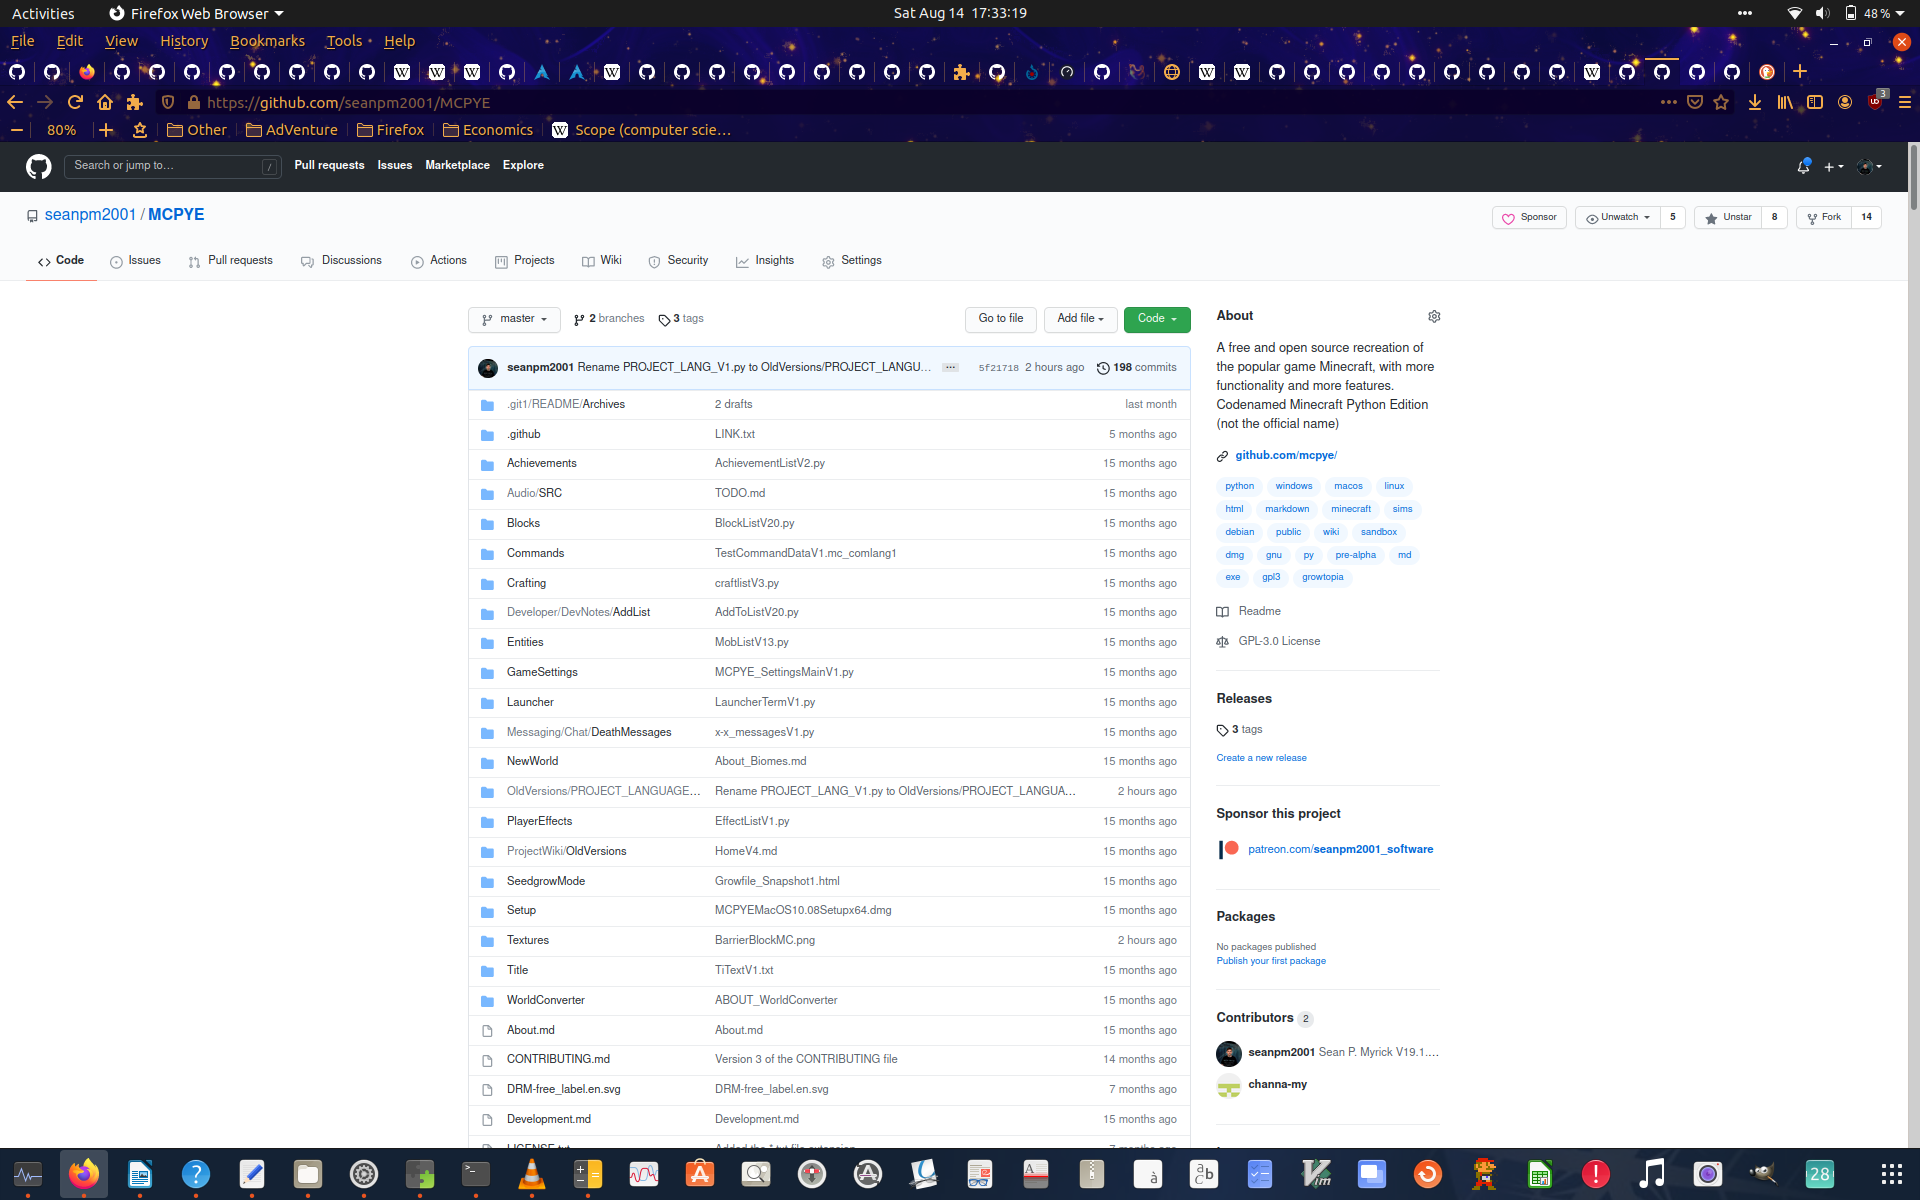 Activities Firefox Web Browser Sat Aug 14 17:33:19 48 %
File Edit View History Bookmarks Tools Help
https://github.com/seanpm2001/MCPYE 3
80% Other AdVenture Firefox Economics Scope (computer scie…
Search or jump to… / Pull requests Issues Marketplace Explore
seanpm2001 / MCPYE Sponsor Unwatch 5 Unstar 8 Fork 14
Code Issues Pull requests Discussions Actions Projects Wiki Security Insights Settings
master 2 branches 3 tags Go to file Add file Code
seanpm2001 Rename PROJECT_LANG_V1.py to OldVersions/PROJECT_LANGU… ... 5f21718 2 hours ago 198 commits
.git1/README/Archives 2 drafts last month
.github LINK.txt 5 months ago
Achievements AchievementListV2.py 15 months ago
Audio/SRC TODO.md 15 months ago
Blocks BlockListV20.py 15 months ago
Commands TestCommandDataV1.mc_comlang1 15 months ago
Crafting craftlistV3.py 15 months ago
Developer/DevNotes/AddList AddToListV20.py 15 months ago
Entities MobListV13.py 15 months ago
GameSettings MCPYE_SettingsMainV1.py 15 months ago
Launcher LauncherTermV1.py 15 months ago
Messaging/Chat/DeathMessages x-x_messagesV1.py 15 months ago
NewWorld About_Biomes.md 15 months ago
OldVersions/PROJECT_LANGUAGE… Rename PROJECT_LANG_V1.py to OldVersions/PROJECT_LANGUA… 2 hours ago
PlayerEffects EffectListV1.py 15 months ago
ProjectWiki/OldVersions HomeV4.md 15 months ago
SeedgrowMode Growfile_Snapshot1.html 15 months ago
Setup MCPYEMacOS10.08Setupx64.dmg 15 months ago
Textures BarrierBlockMC.png 2 hours ago
Title TiTextV1.txt 15 months ago
WorldConverter ABOUT_WorldConverter 15 months ago
About.md About.md 15 months ago
CONTRIBUTING.md Version 3 of the CONTRIBUTING file 14 months ago
DRM-free_label.en.svg DRM-free_label.en.svg 7 months ago
Development.md Development.md 15 months ago
LICENSE.txt Added the *.txt file extension 7 months ago
About
A free and open source recreation of
the popular game Minecraft, with more
functionality and more features.
Codenamed Minecraft Python Edition
(not the official name)
github.com/mcpye/
python windows macos linux
html markdown minecraft sims
debian public wiki sandbox
dmg gnu py pre-alpha md
exe gpl3 growtopia
Readme
GPL-3.0 License
Releases
3 tags
Create a new release
Sponsor this project
patreon.com/seanpm2001_software
Packages
No packages published
Publish your first package
Contributors 2
seanpm2001 Sean P. Myrick V19.1.…
channa-my
28